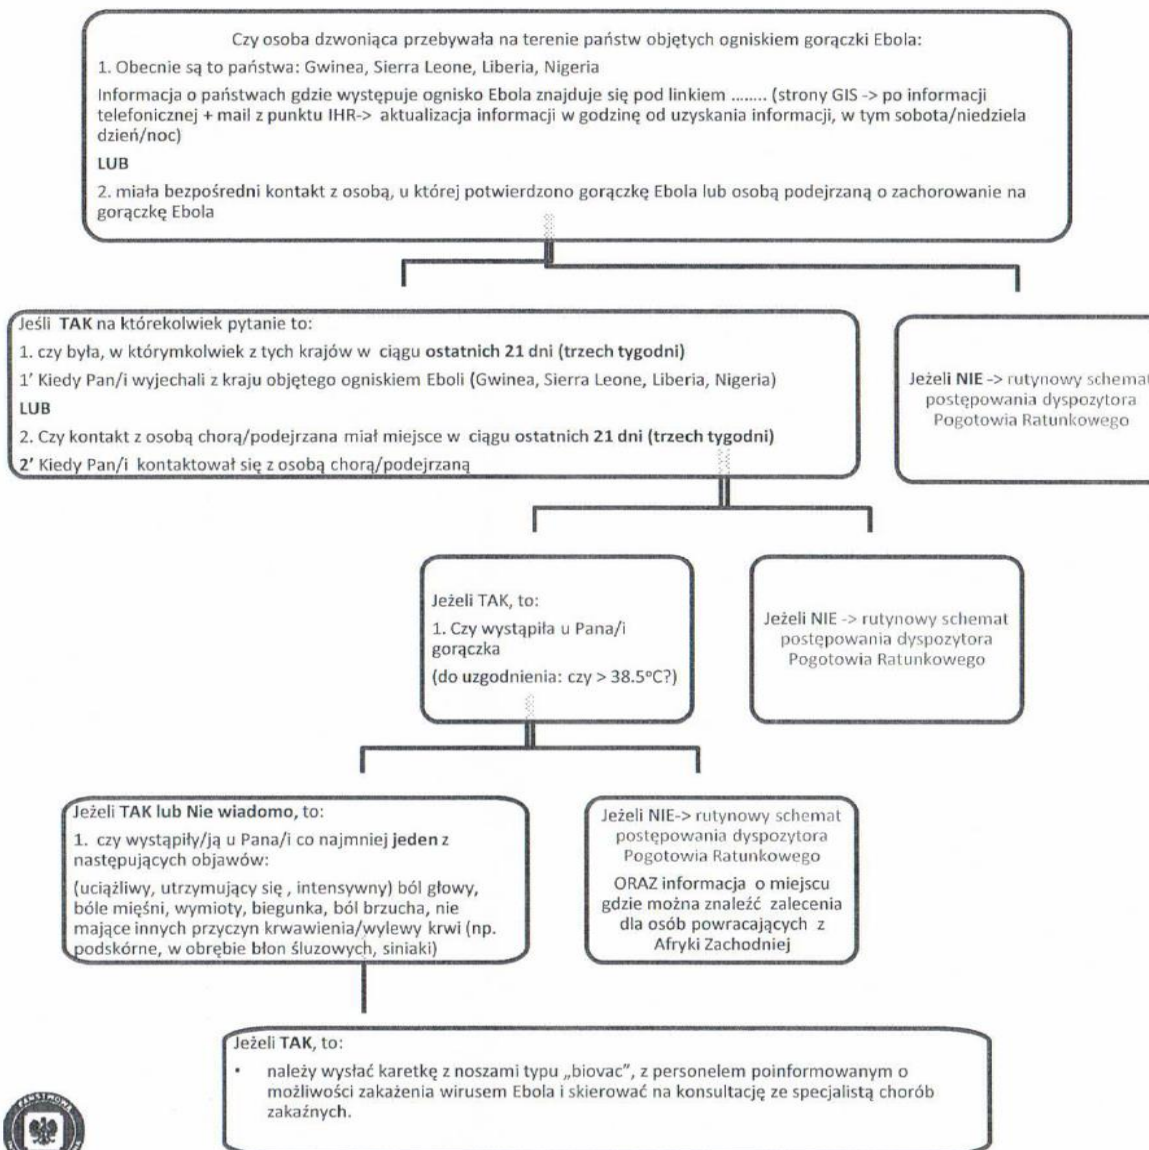 Czy osoba dzwoniąca przebywała na terenie państw objętych ogniskiem gorączki Ebola:
1. Obecnie są to państwa: Gwinea, Sierra Leone, Liberia, Nigeria
Informacja o państwach gdzie występuje ognisko Ebola znajduje się pod linkiem ........ (strony GIS -> po informacji
telefonicznej + mail z punktu IHR-> aktualizacja informacji w godzinę od uzyskania informacji, w tym sobota/niedziela
dzień/noc)
LUB
2. miała bezpośredni kontakt z osobą, u której potwierdzono gorączkę Ebola lub osobą podejrzaną o zachorowanie na
gorączkę Ebola
Jeśli TAK na którekolwiek pytanie to:
1. czy była, w którymkolwiek z tych krajów w ciągu ostatnich 21 dni (trzech tygodni)
1' Kiedy Pan/i wyjechali z kraju objętego ogniskiem Eboli (Gwinea, Sierra Leone, Liberia, Nigeria)
LUB
2. Czy kontakt z osobą chorą/podejrzana miał miejsce w ciągu ostatnich 21 dni (trzech tygodni)
2' Kiedy Pan/i kontaktował się z osobą chorą/podejrzaną
Jeżeli NIE -> rutynowy schemat
postępowania dyspozytora
Pogotowia Ratunkowego
Jeżeli TAK, to:
1. Czy wystąpiła u Pana/i
gorączka
(do uzgodnienia: czy > 38.5°C?)
Jeżeli NIE -> rutynowy schemat
postępowania dyspozytora
Pogotowia Ratunkowego
Jeżeli TAK lub Nie wiadomo, to:
1. czy wystąpiły/ją u Pana/i co najmniej jeden z
następujących objawów:
(uciążliwy, utrzymujący się , intensywny) ból głowy,
bóle mięśni, wymioty, biegunka, ból brzucha, nie
mające innych przyczyn krwawienia/wylewy krwi (np.
podskórne, w obrębie błon śluzowych, siniaki)
Jeżeli NIE-> rutynowy schemat
postępowania dyspozytora
Pogotowia Ratunkowego
ORAZ informacja o miejscu
gdzie można znaleźć zalecenia
dla osób powracających z
Afryki Zachodniej
Jeżeli TAK, to:
• należy wysłać karetkę z noszami typu „biovac", z personelem poinformowanym o
możliwości zakażenia wirusem Ebola i skierować na konsultację ze specjalistą chorób
zakaźnych.